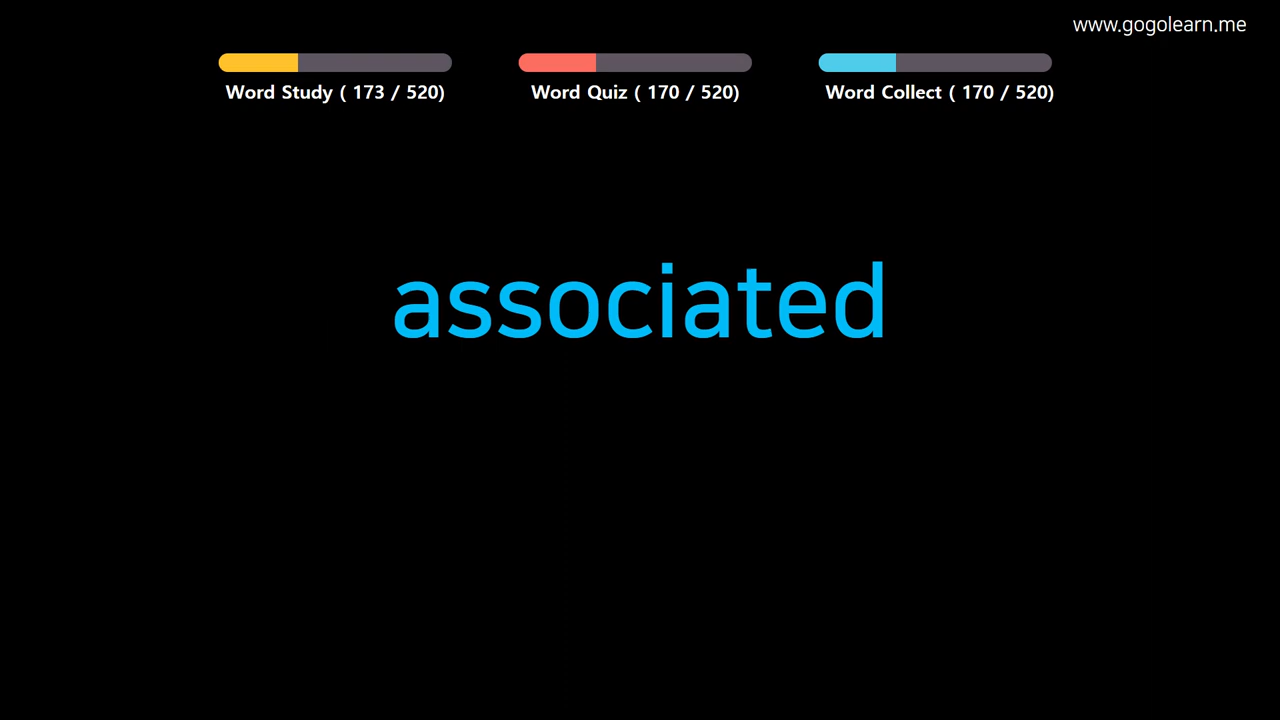 www.gogolearn.me
Word Study ( 173 / 520)
Word Quiz ( 170 / 520)
Word Collect ( 170 / 520)
associated